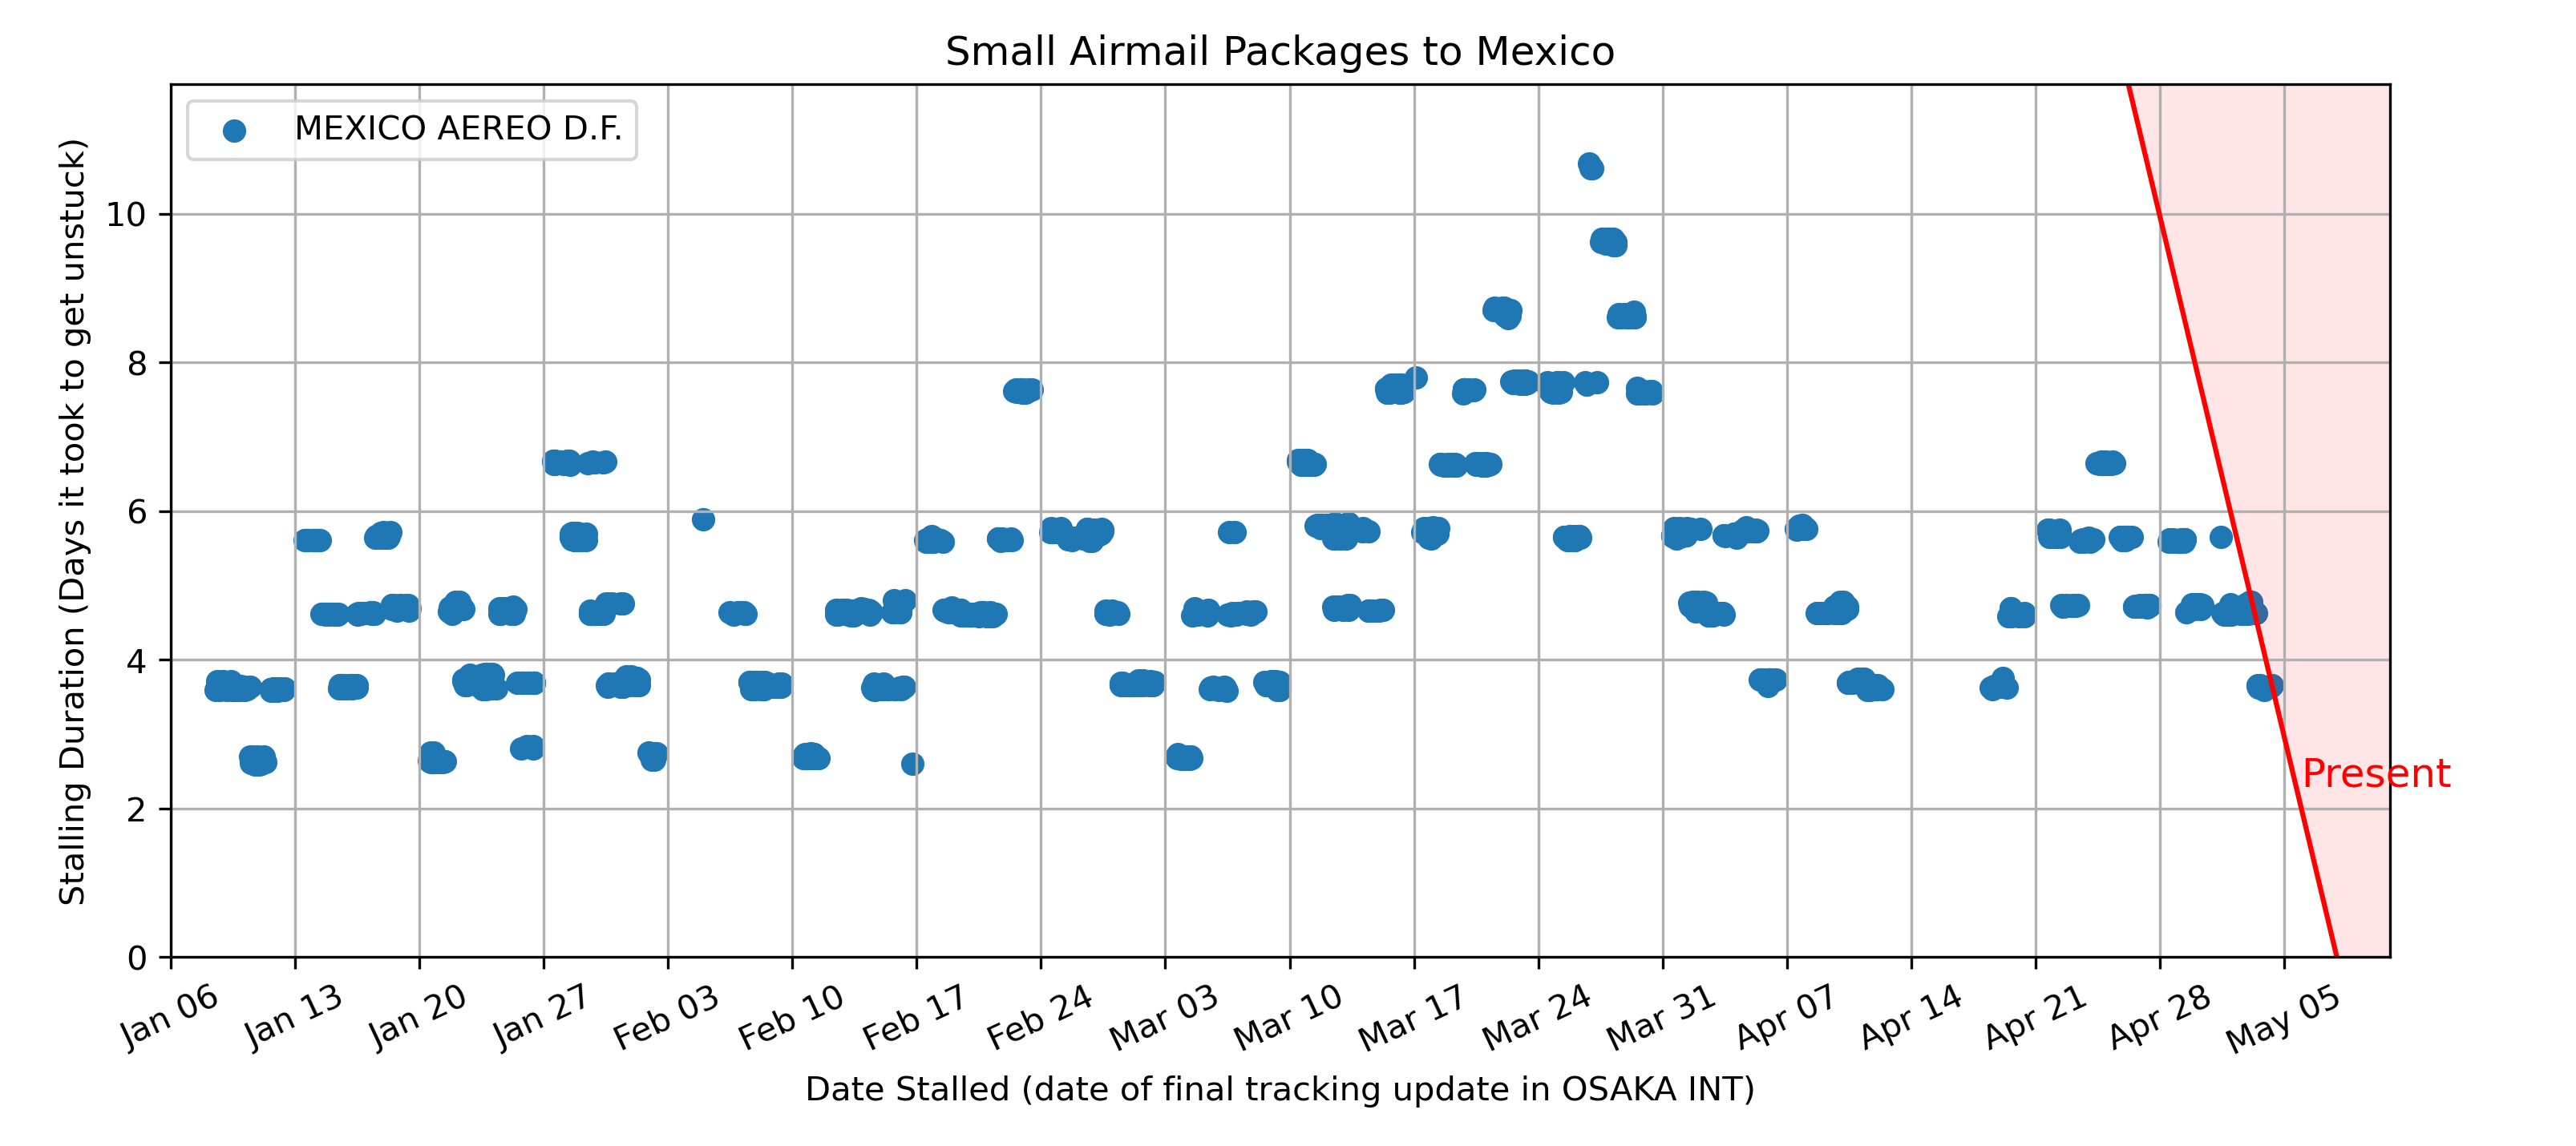 Small Airmail Packages to Mexico
MEXICO AEREO D.F.
Stalling Duration (Days it took to get unstuck)
10
8
6
4
2
0
Present
Jan 06
Jan 13
Jan 20
Jan 27
Feb 03
Feb 10
Feb 17
Feb 24
Mar 03
Mar 10
Mar 17
Mar 24
Mar 31
Apr 07
Apr 14
Apr 21
Apr 28
May 05
Date Stalled (date of final tracking update in OSAKA INT)